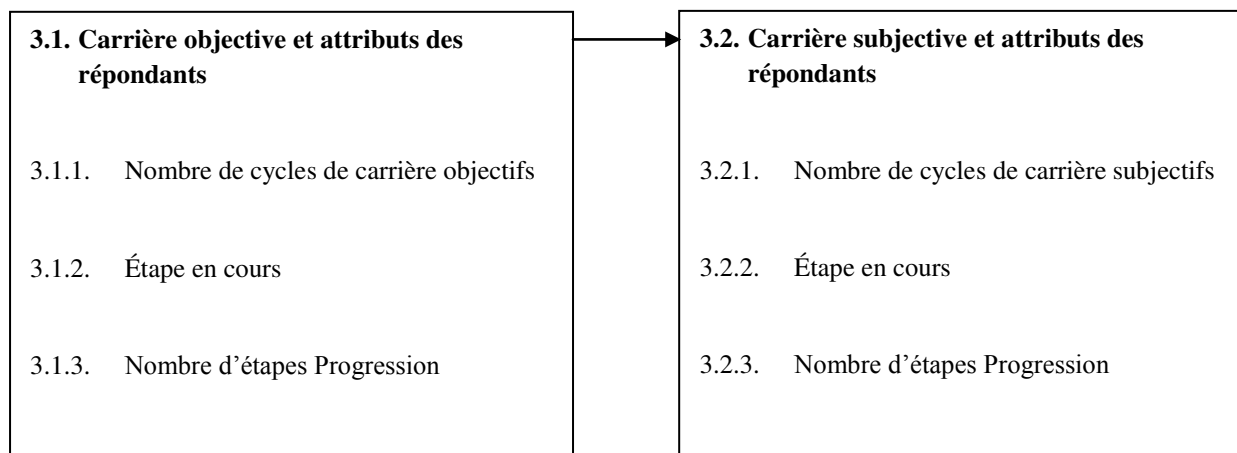 3.1. Carrière objective et attributs des
répondants
3.1.1. Nombre de cycles de carrière objectifs
3.1.2. Étape en cours
3.1.3. Nombre d’étapes Progression
3.2. Carrière subjective et attributs des
répondants
3.2.1. Nombre de cycles de carrière subjectifs
3.2.2. Étape en cours
3.2.3. Nombre d’étapes Progression